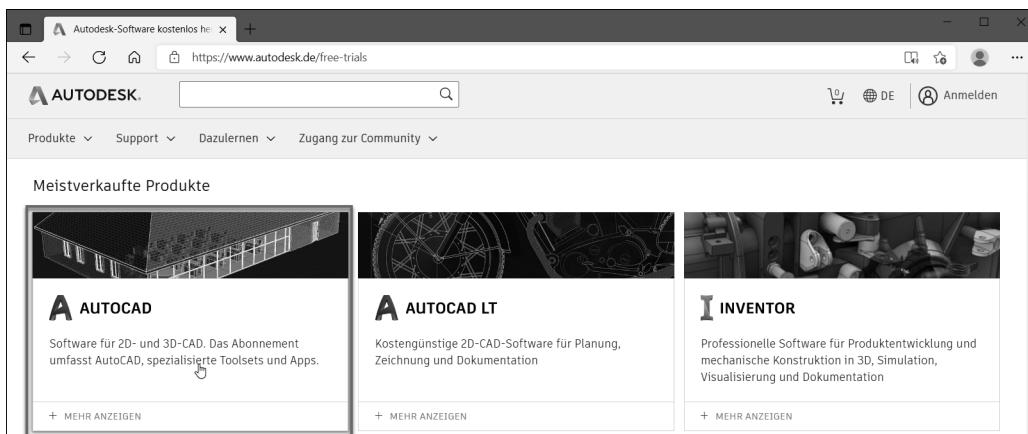 Autodesk-Software kostenlos he
https://www.autodesk.de/free-trials
AUTODESK.
0
DE
Anmelden
Produkte
Support
Dazulernen
Zugang zur Community
Meistverkaufte Produkte
AUTOCAD
Software für 2D- und 3D-CAD. Das Abonnement
umfasst AutoCAD, spezialisierte Toolsets und Apps.
+ MEHR ANZEIGEN
AUTOCAD LT
Kostengünstige 2D-CAD-Software für Planung,
Zeichnung und Dokumentation
+ MEHR ANZEIGEN
INVENTOR
Professionelle Software für Produktentwicklung und
mechanische Konstruktion in 3D, Simulation,
Visualisierung und Dokumentation
+ MEHR ANZEIGEN